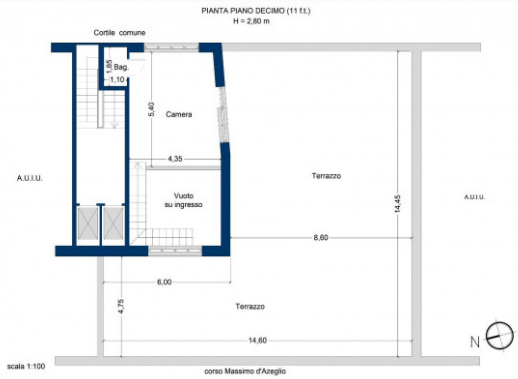 PIANTA PIANO DECIMO (11 f.t.)
H = 2,80 m
Cortile comune
1,85
Bag.
1,10
5,40
Camera
4,35
A.U.I.U.
Vuoto
su ingresso
Terrazzo
14,45
A.U.I.U.
8,60
6,00
4,75
Terrazzo
14,60
N
scala 1:100
corso Massimo d'Azeglio